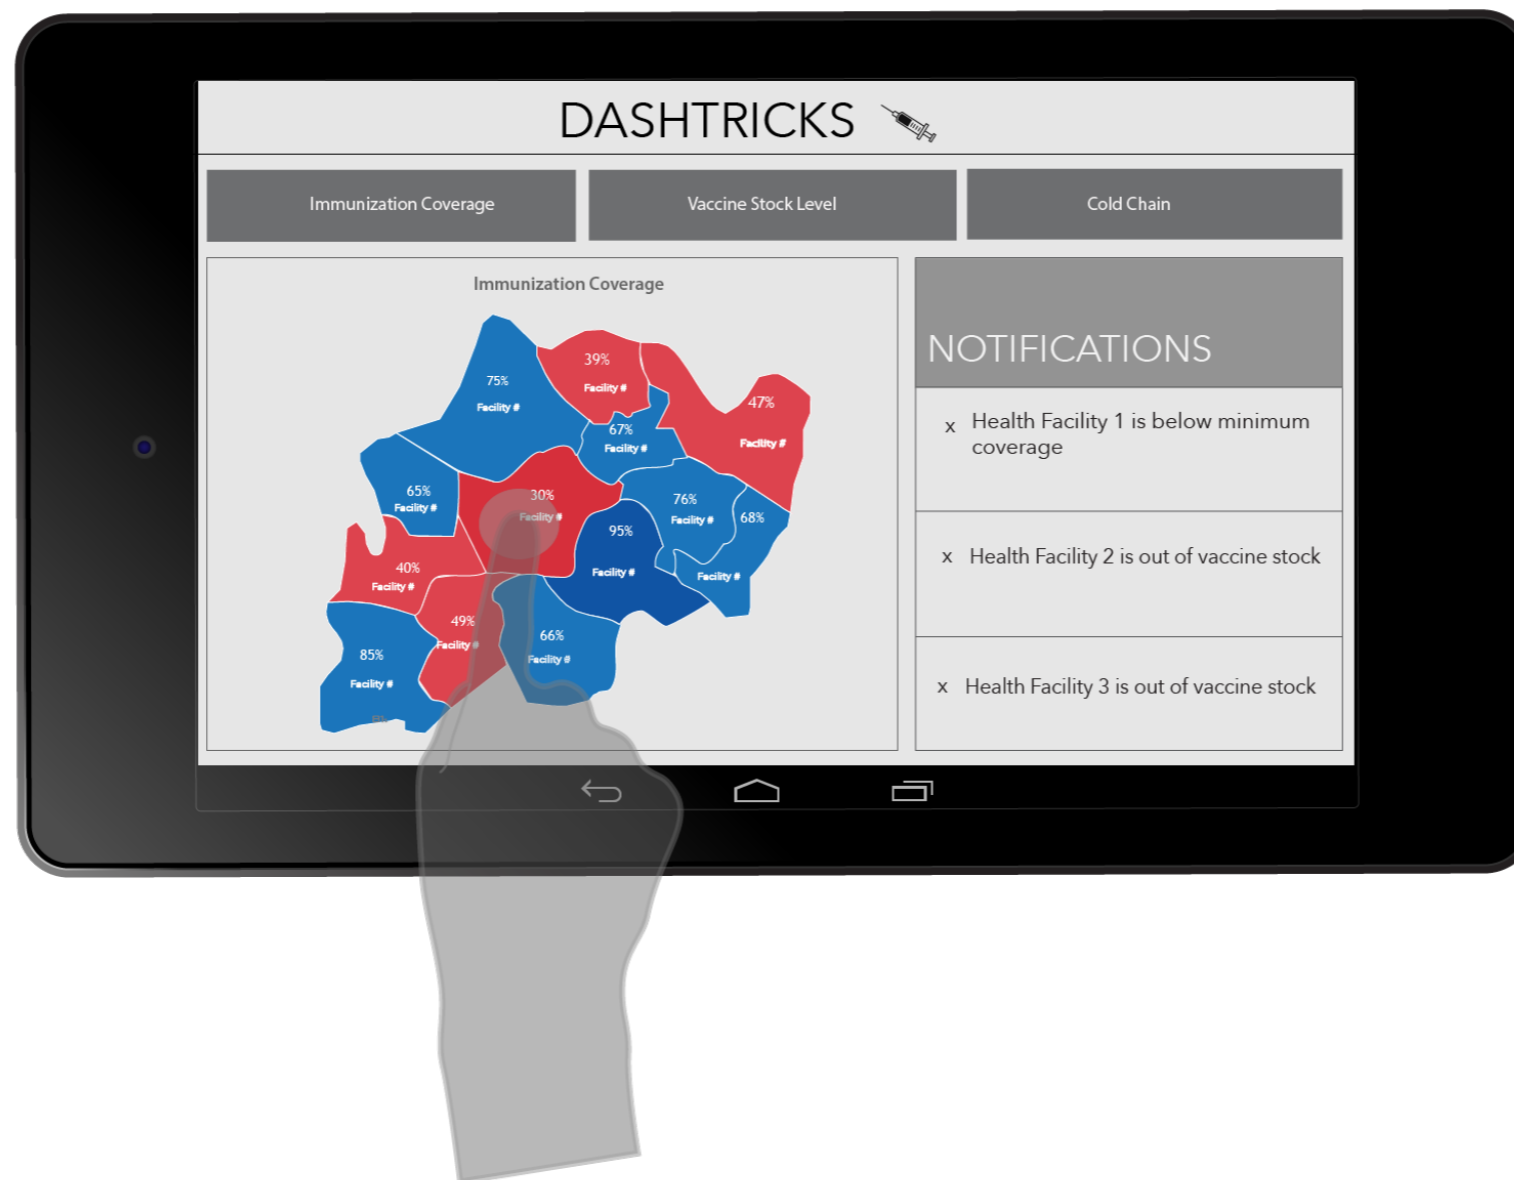 DASHTRICKS
Immunization Coverage
Vaccine Stock Level
Cold Chain
Immunization Coverage
75%
Facility #
39%
Facility #
47%
Facility #
67%
Facility #
65%
Facility #
30%
Facility #
76%
Facility #
68%
Facility #
95%
Facility #
40%
Facility #
49%
Facility #
66%
Facility #
85%
Facility #
NOTIFICATIONS
x Health Facility 1 is below minimum
coverage
x Health Facility 2 is out of vaccine stock
x Health Facility 3 is out of vaccine stock